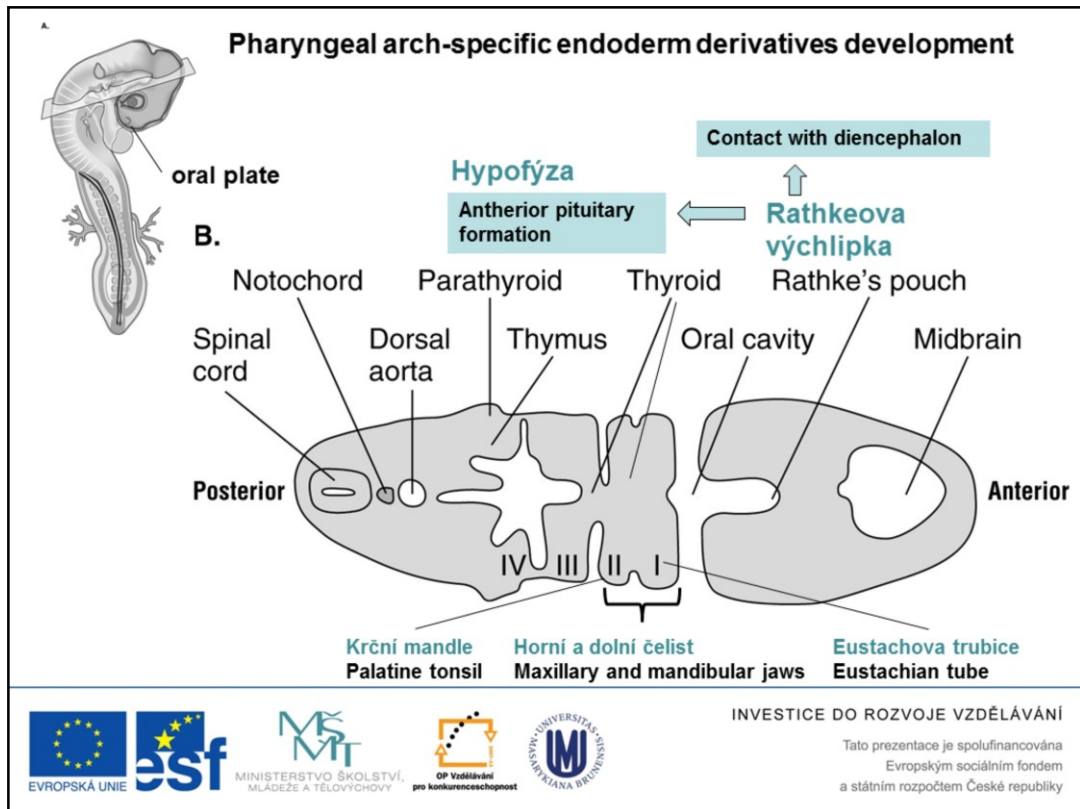 A.
Pharyngeal arch-specific endoderm derivatives development
oral plate
Contact with diencephalon
Hypofýza
Antherior pituitary
formation
Rathkeova
výchlipka
B.
Notochord
Parathyroid
Thyroid
Rathke's pouch
Spinal
cord
Dorsal
aorta
Thymus
Oral cavity
Midbrain
Posterior
Anterior
IV
III
II
I
Krční mandle
Palatine tonsil
Horní a dolní čelist
Maxillary and mandibular jaws
Eustachova trubice
Eustachian tube
EVROPSKÁ UNIE
esf
MŠMT
MINISTERSTVO ŠKOLSTVÍ,
MLÁDEŽE A TĚLOVÝCHOVY
OP Vzdělávání
pro konkurenceschopnost
UNIVERSITAS
MASARYKIANA BRUNENSIS
INVESTICE DO ROZVOJE VZDĚLÁVÁNÍ
Tato prezentace je spolufinancována
Evropským sociálním fondem
a státním rozpočtem České republiky